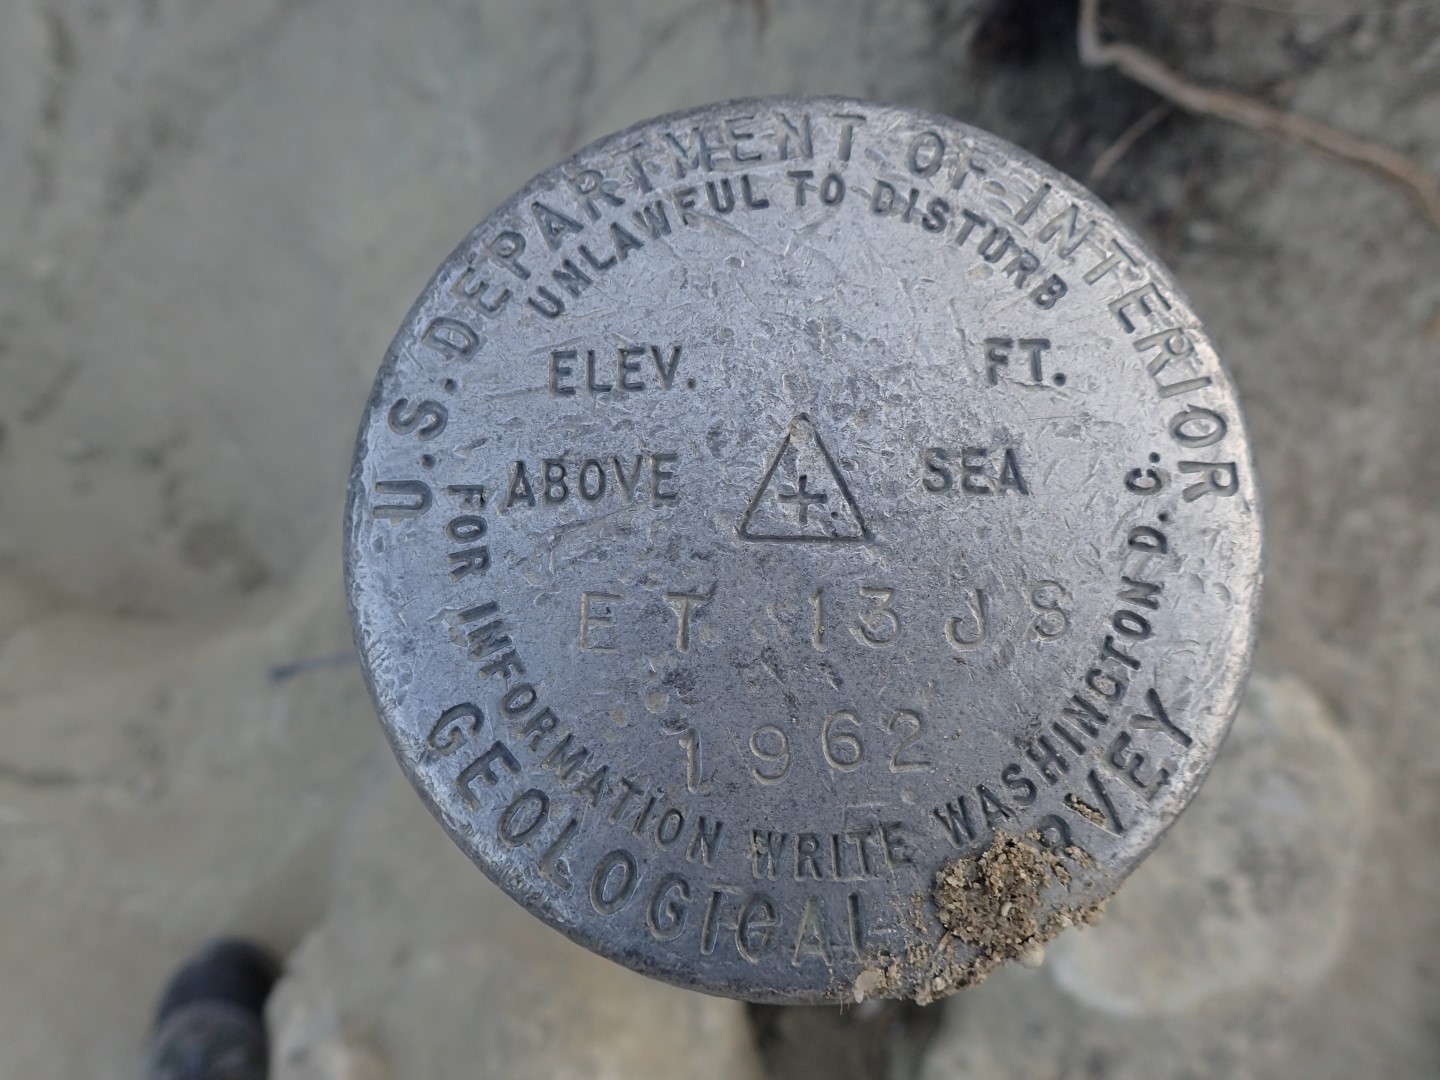 U.S. DEPARTMENT OF INTERIOR
UNLAWFUL TO DISTURB
ELEV. FT.
ABOVE SEA
ET 13 JS
1962
FOR INFORMATION WRITE WASHINGTON D.C.
GEOLOGICAL RVEY